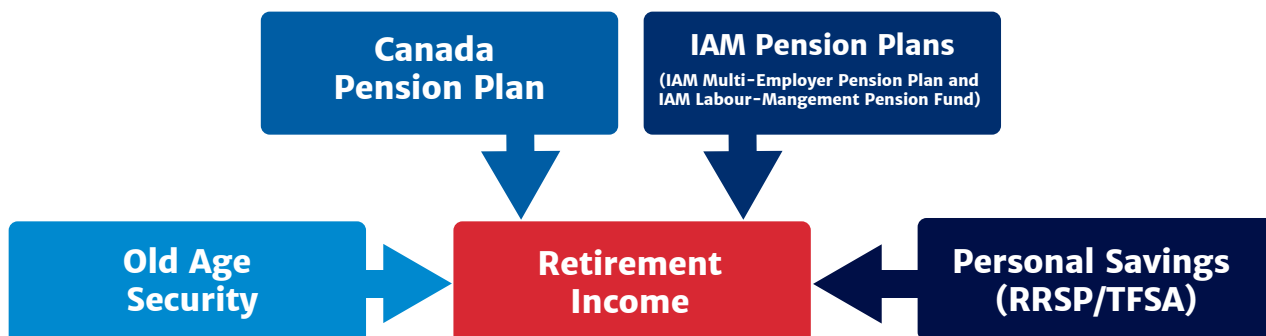 Canada
Pension Plan
IAM Pension Plans
(IAM Multi-Employer Pension Plan and
IAM Labour-Mangement Pension Fund)
Old Age
Security
Retirement
Income
Personal Savings
(RRSP/TFSA)